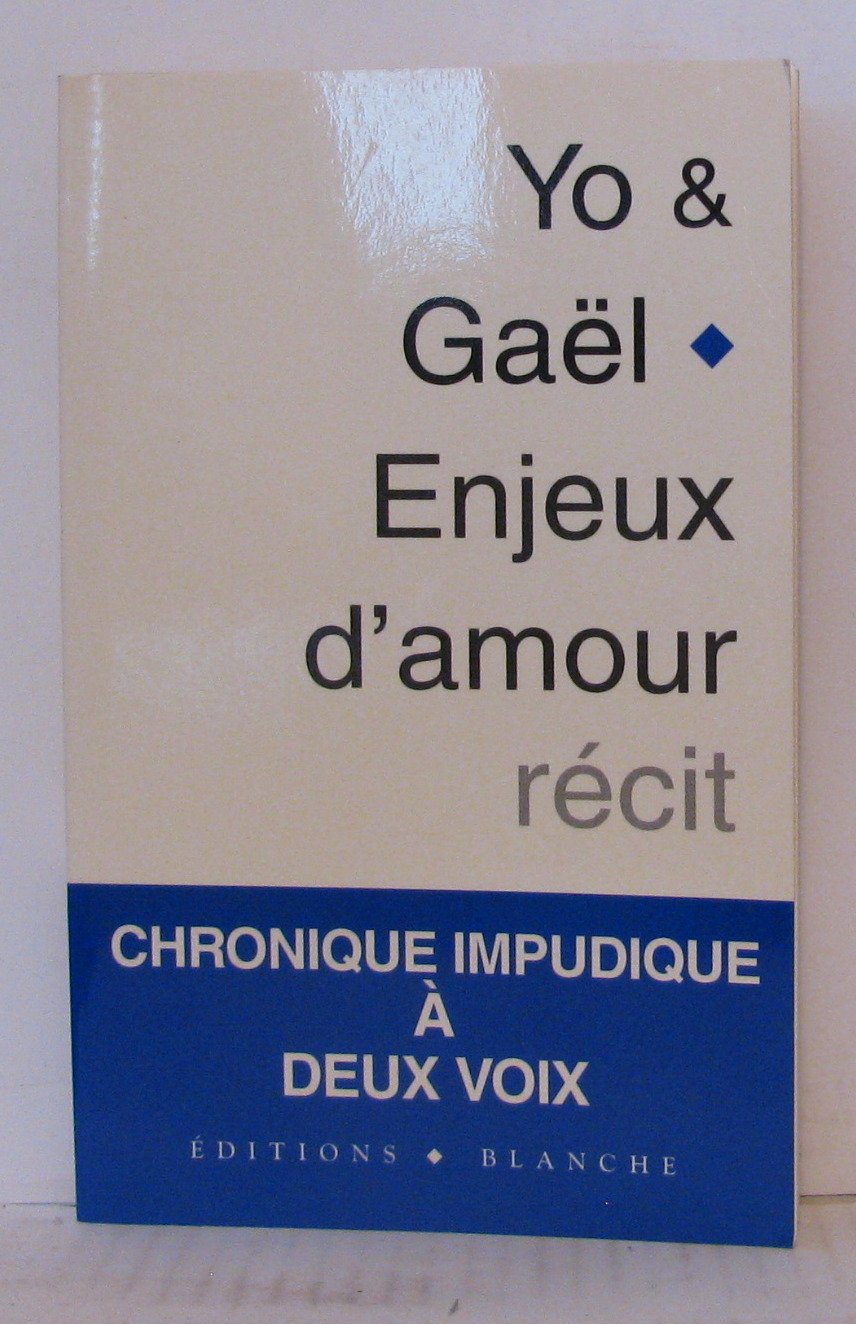 Yo &
Gaël ◆
Enjeux
d’amour
récit
CHRONIQUE IMPUDIQUE
À
DEUX VOIX
ÉDITIONS ◆ BLANCHE